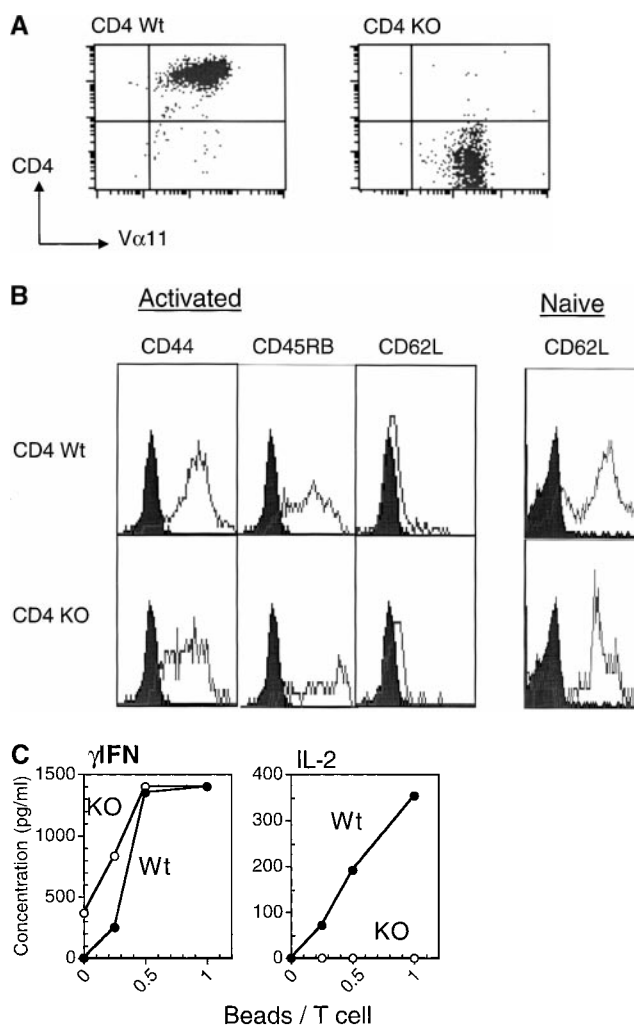 A
CD4 Wt
CD4 KO
CD4
Vα11
B
Activated
Naive
CD44
CD45RB
CD62L
CD62L
CD4 Wt
CD4 KO
C
γIFN
IL-2
Concentration (pg/ml)
1500
1000
500
0
KO
Wt
0
0.5
1
400
300
200
100
0
Wt
KO
0
0.5
1
Beads / T cell